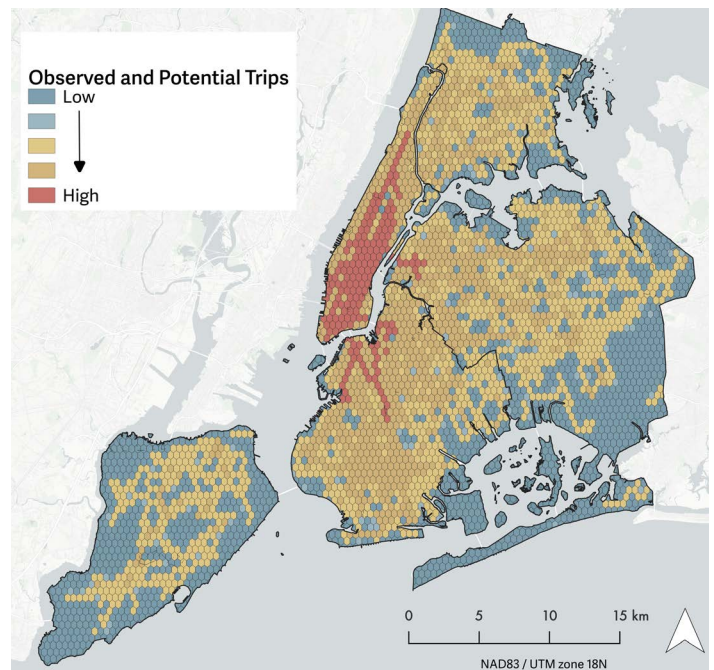 Observed and Potential Trips
Low
High
0 5 10 15 km
NAD83 / UTM zone 18N